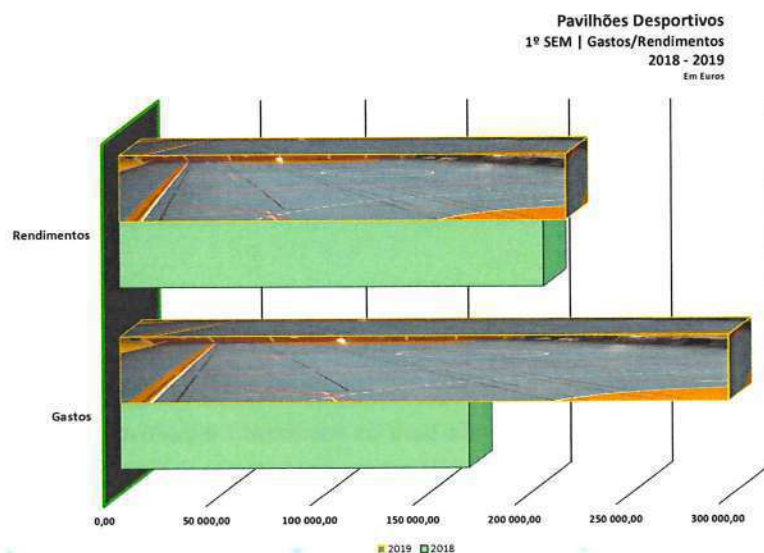 Pavilhões Desportivos
1º SEM | Gastos/Rendimentos
2018 - 2019
Em Euros
Rendimentos
Gastos
0,00 50 000,00 100 000,00 150 000,00 200 000,00 250 000,00 300 000,00
2019 2018